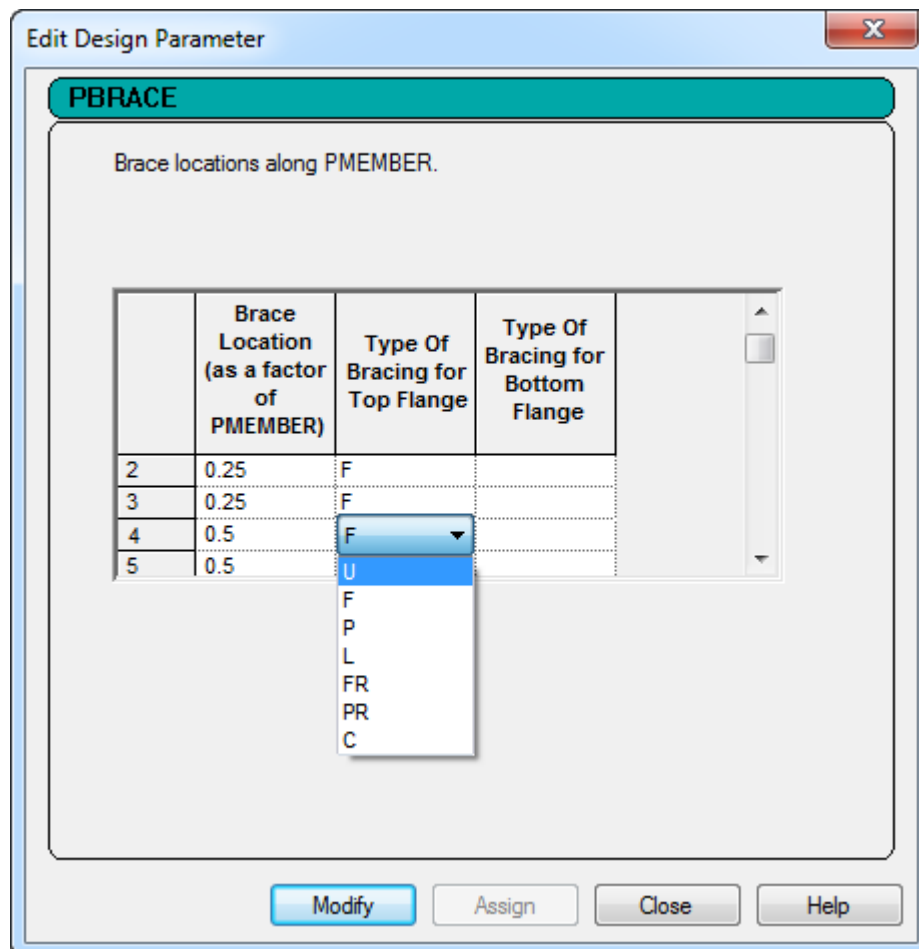 Edit Design Parameter
X
PBRACE
Brace locations along PMEMBER.
Brace
Location
(as a factor
of
PMEMBER)
Type Of
Bracing for
Top Flange
Type Of
Bracing for
Bottom
Flange
2 0.25 F
3 0.25 F
4 0.5 F
5 0.5
U
F
P
L
FR
PR
C
Modify Assign Close Help